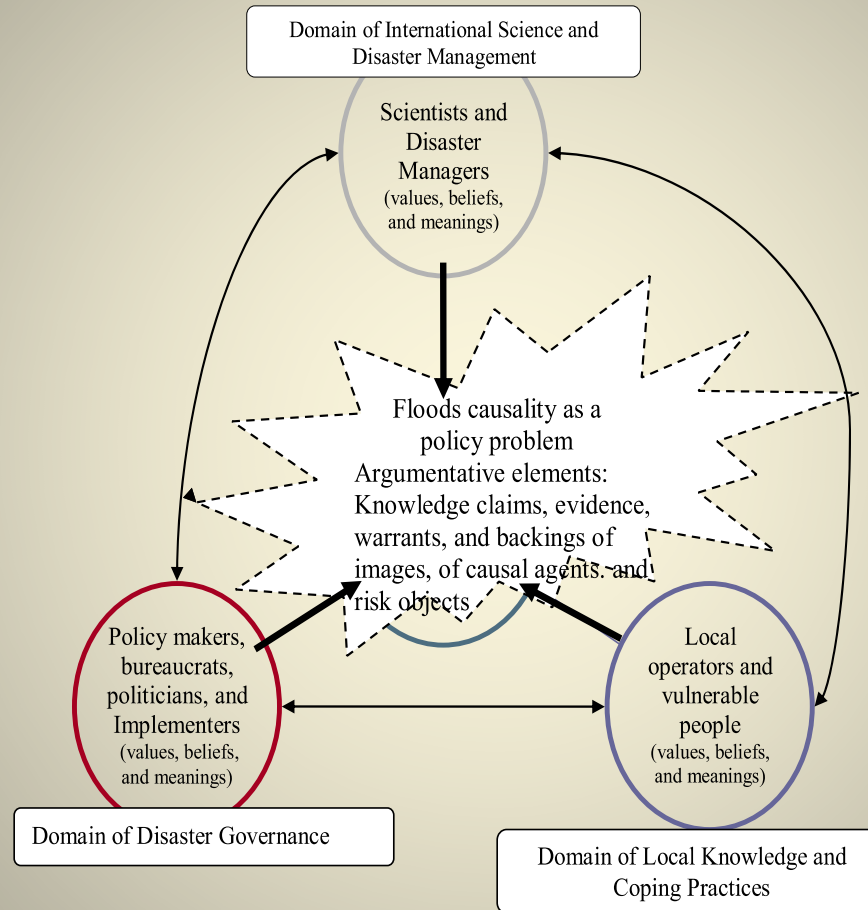 Domain of International Science and
Disaster Management
Scientists and
Disaster
Managers
(values, beliefs,
and meanings)
Floods causality as a
policy problem
Argumentative elements:
Knowledge claims, evidence,
warrants, and backings of
images, of causal agents. and
risk objects
Policy makers,
bureaucrats,
politicians, and
Implementers
(values, beliefs,
and meanings)
Domain of Disaster Governance
Local
operators and
vulnerable
people
(values, beliefs,
and meanings)
Domain of Local Knowledge and
Coping Practices